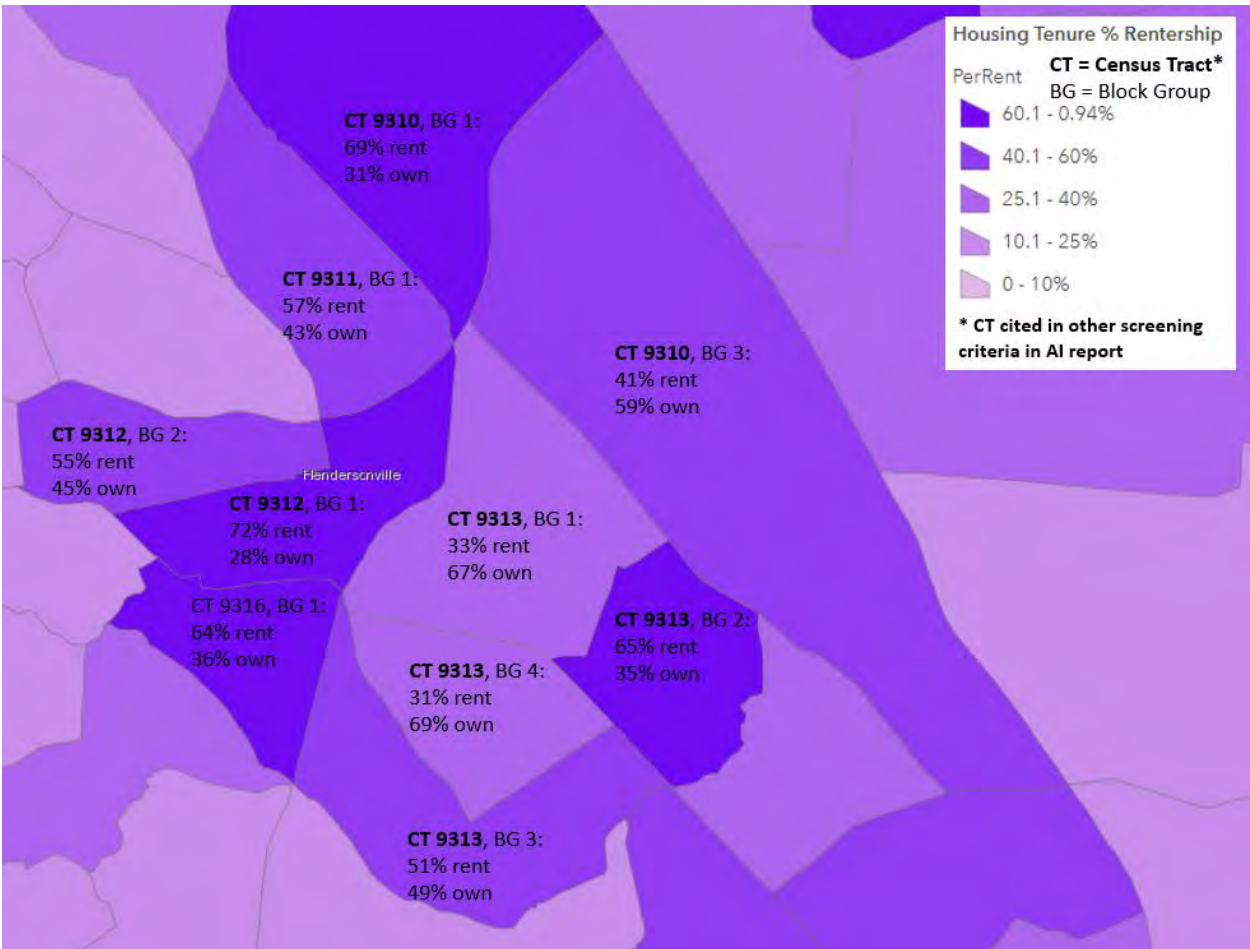 Housing Tenure % Rentership
PerRent
CT = Census Tract*
BG = Block Group
60.1 - 0.94%
40.1 - 60%
25.1 - 40%
10.1 - 25%
0 - 10%
* CT cited in other screening
criteria in AI report
CT 9310, BG 1:
69% rent
31% own
CT 9311, BG 1:
57% rent
43% own
CT 9310, BG 3:
41% rent
59% own
CT 9312, BG 2:
55% rent
45% own
Hendersonville
CT 9312, BG 1:
72% rent
28% own
CT 9313, BG 1:
33% rent
67% own
CT 9316, BG 1:
64% rent
36% own
CT 9313, BG 2:
65% rent
35% own
CT 9313, BG 4:
31% rent
69% own
CT 9313, BG 3:
51% rent
49% own